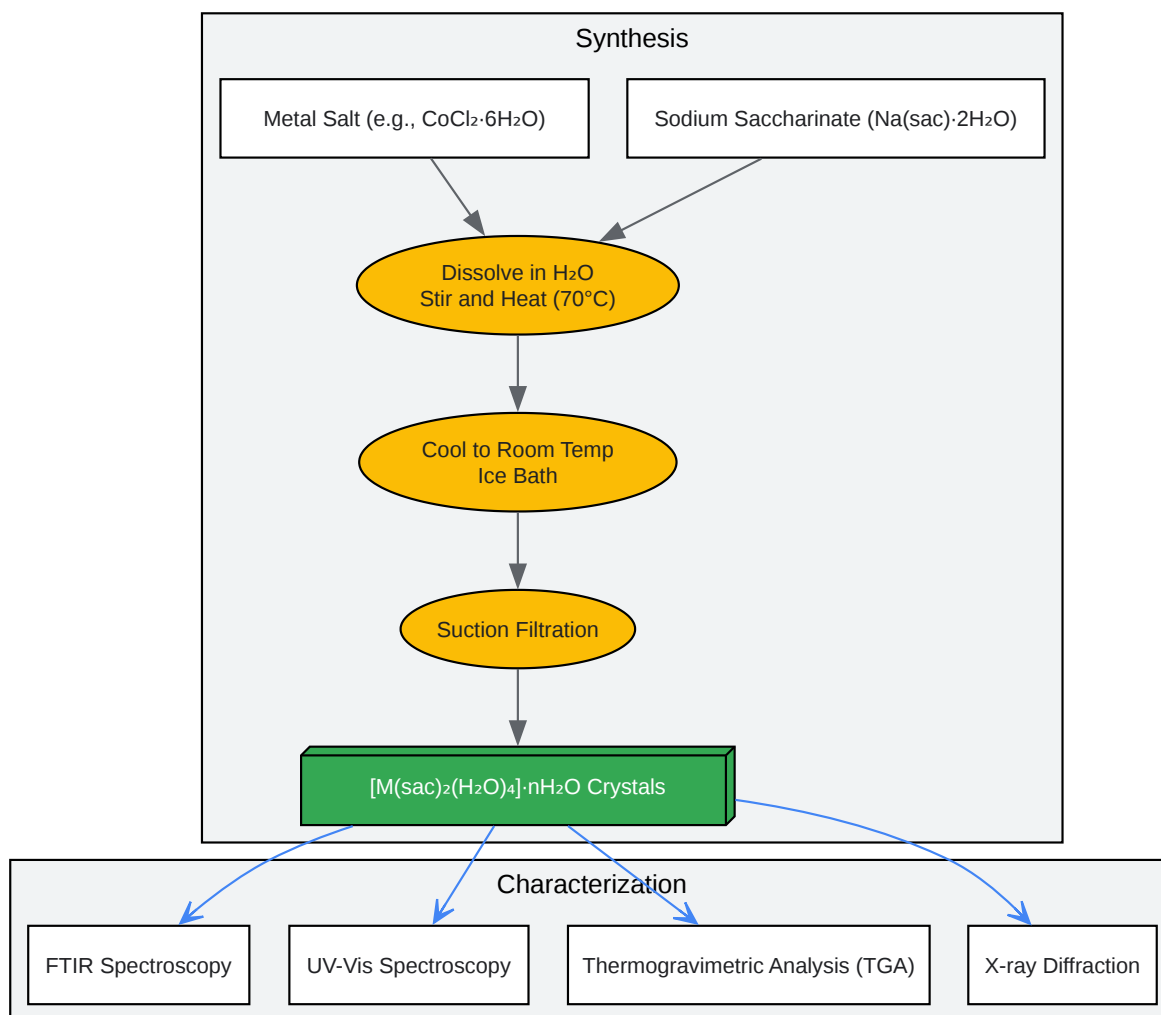 Synthesis
Metal Salt (e.g., CoCl₂·6H₂O)
Sodium Saccharinate (Na(sac)·2H₂O)
Dissolve in H₂O
Stir and Heat (70°C)
Cool to Room Temp
Ice Bath
Suction Filtration
[M(sac)₂(H₂O)₄]·nH₂O Crystals
Characterization
FTIR Spectroscopy
UV-Vis Spectroscopy
Thermogravimetric Analysis (TGA)
X-ray Diffraction